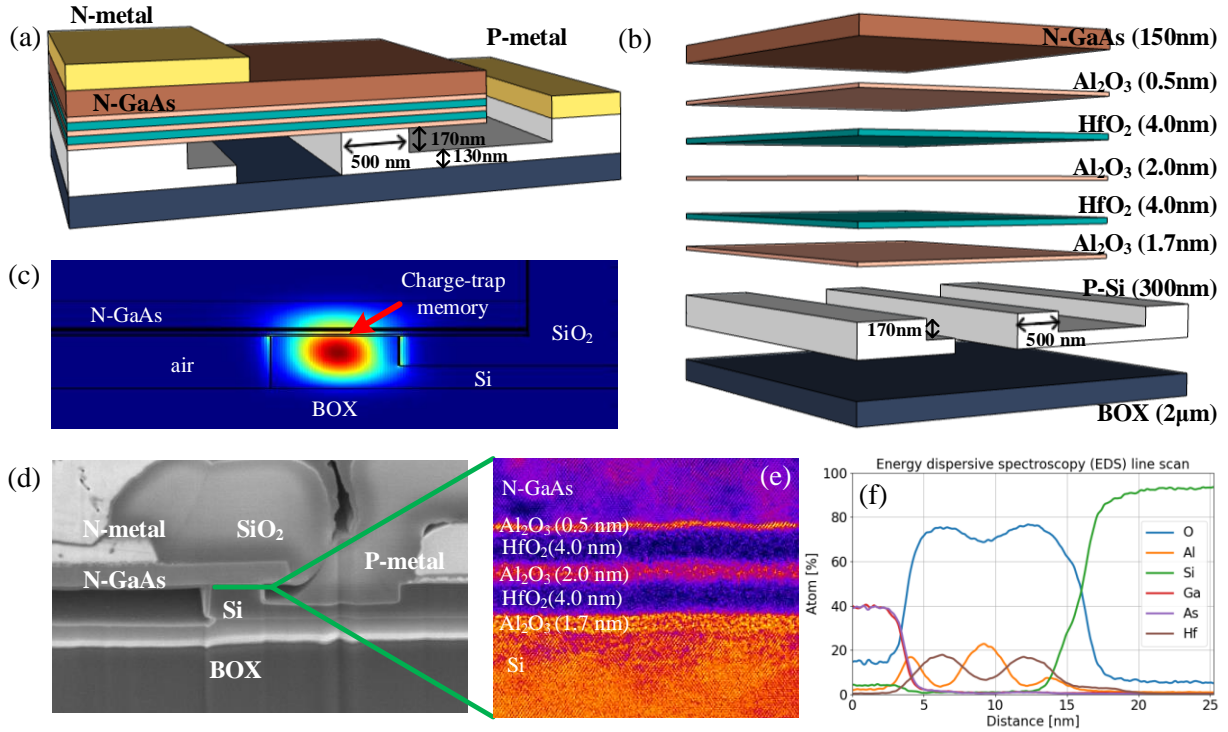 (a)
N-metal
P-metal
N-GaAs
170nm
500 nm
130nm
(b)
N-GaAs (150nm)
Al₂O₃ (0.5nm)
HfO₂ (4.0nm)
Al₂O₃ (2.0nm)
HfO₂ (4.0nm)
Al₂O₃ (1.7nm)
P-Si (300nm)
170nm
500 nm
BOX (2μm)
(c)
Charge-trap
memory
N-GaAs
SiO₂
air
Si
BOX
(d)
N-metal
SiO₂
P-metal
N-GaAs
Si
BOX
(e)
N-GaAs
Al₂O₃ (0.5 nm)
HfO₂(4.0 nm)
Al₂O₃ (2.0 nm)
HfO₂(4.0 nm)
Al₂O₃ (1.7 nm)
Si
Energy dispersive spectroscopy (EDS) line scan
(f)
Atom [%]
100
80
60
40
20
0
O
Al
Si
Ga
As
Hf
0 5 10 15 20 25
Distance [nm]